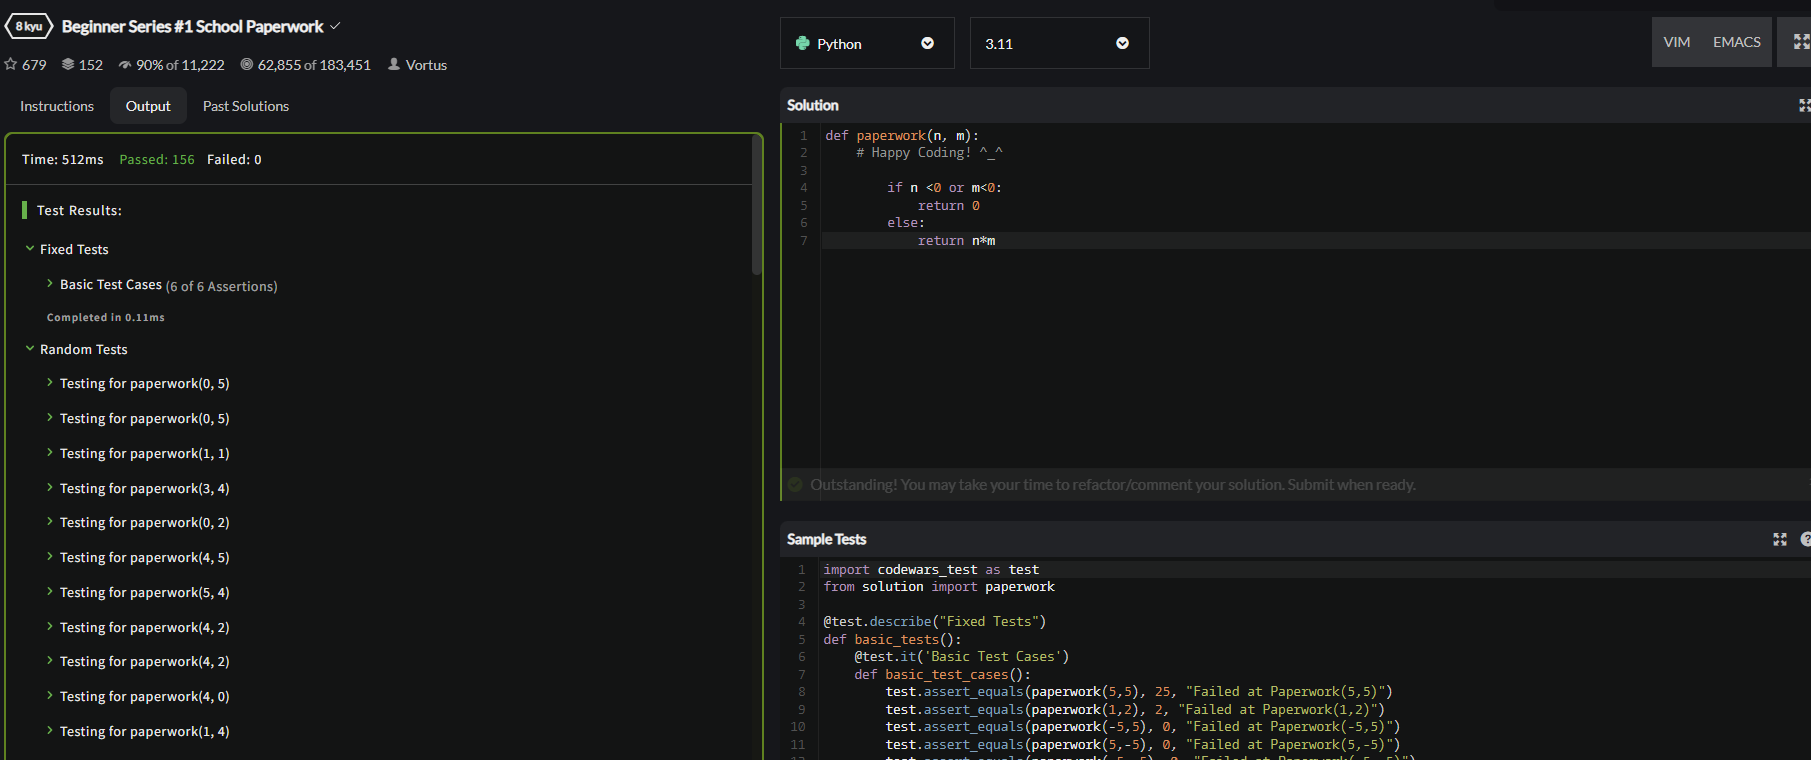 8 kyu Beginner Series #1 School Paperwork
679 152 90% of 11,222 62,855 of 183,451 Vortus
Instructions Output Past Solutions
Time: 512ms Passed: 156 Failed: 0
Test Results:
Fixed Tests
Basic Test Cases (6 of 6 Assertions)
Completed in 0.11ms
Random Tests
Testing for paperwork(0, 5)
Testing for paperwork(0, 5)
Testing for paperwork(1, 1)
Testing for paperwork(3, 4)
Testing for paperwork(0, 2)
Testing for paperwork(4, 5)
Testing for paperwork(5, 4)
Testing for paperwork(4, 2)
Testing for paperwork(4, 2)
Testing for paperwork(4, 0)
Testing for paperwork(1, 4)
Python 3.11 VIM EMACS
Solution
1 def paperwork(n, m):
2     # Happy Coding! ^_^
3
4         if n <0 or m<0:
5             return 0
6         else:
7             return n*m
Outstanding! You may take your time to refactor/comment your solution. Submit when ready.
Sample Tests
1 import codewars_test as test
2 from solution import paperwork
3
4 @test.describe("Fixed Tests")
5 def basic_tests():
6     @test.it('Basic Test Cases')
7     def basic_test_cases():
8         test.assert_equals(paperwork(5,5), 25, "Failed at Paperwork(5,5)")
9         test.assert_equals(paperwork(1,2), 2, "Failed at Paperwork(1,2)")
10         test.assert_equals(paperwork(-5,5), 0, "Failed at Paperwork(-5,5)")
11         test.assert_equals(paperwork(5,-5), 0, "Failed at Paperwork(5,-5)")